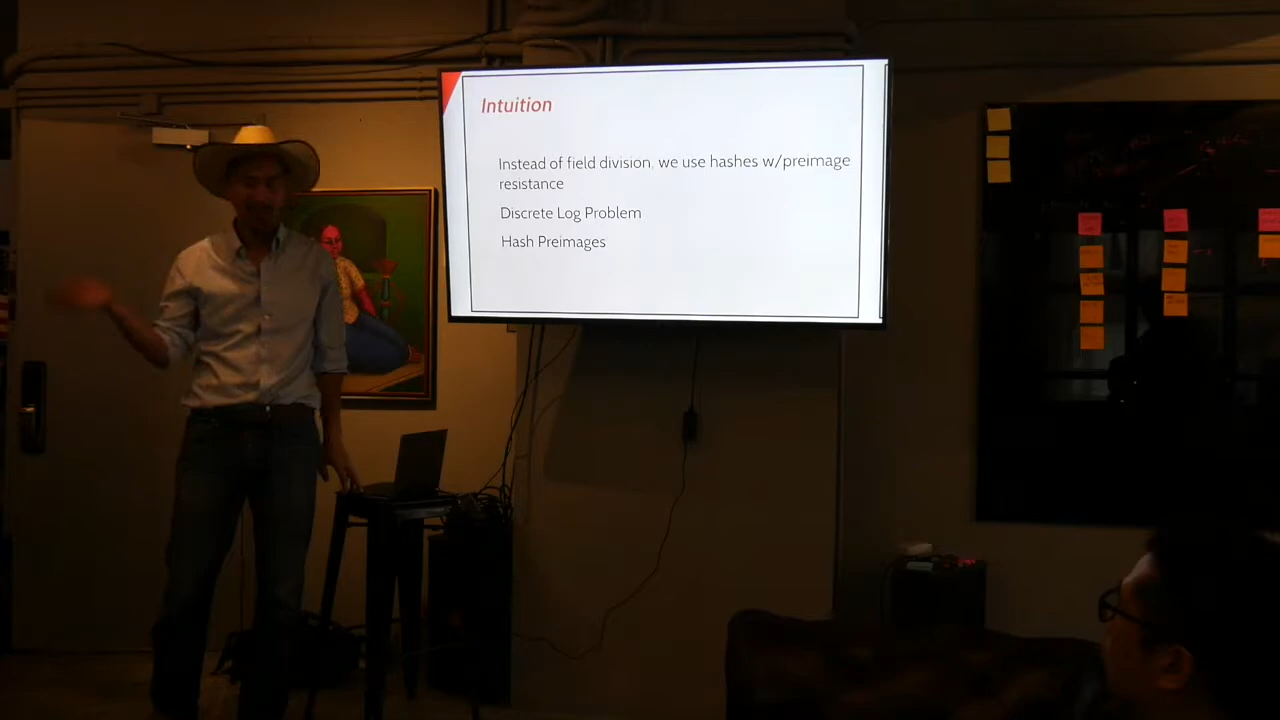 Intuition
Instead of field division, we use hashes w/preimage
resistance
Discrete Log Problem
Hash Preimages